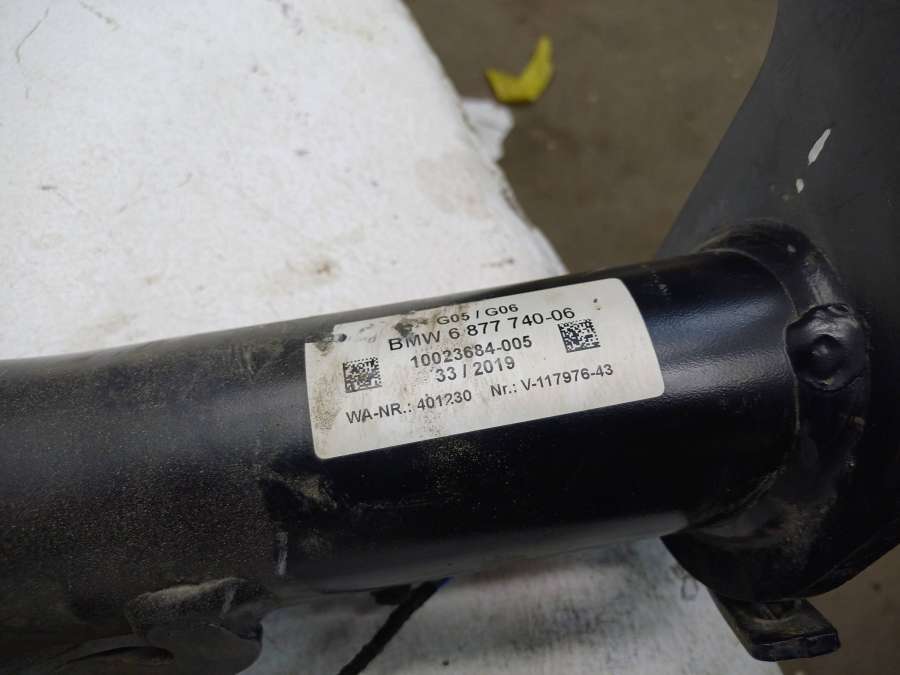 G05 / G06
BMW 6 877 740-06
10023684-005
33 / 2019
WA-NR.: 401230 Nr.: V-117976-43